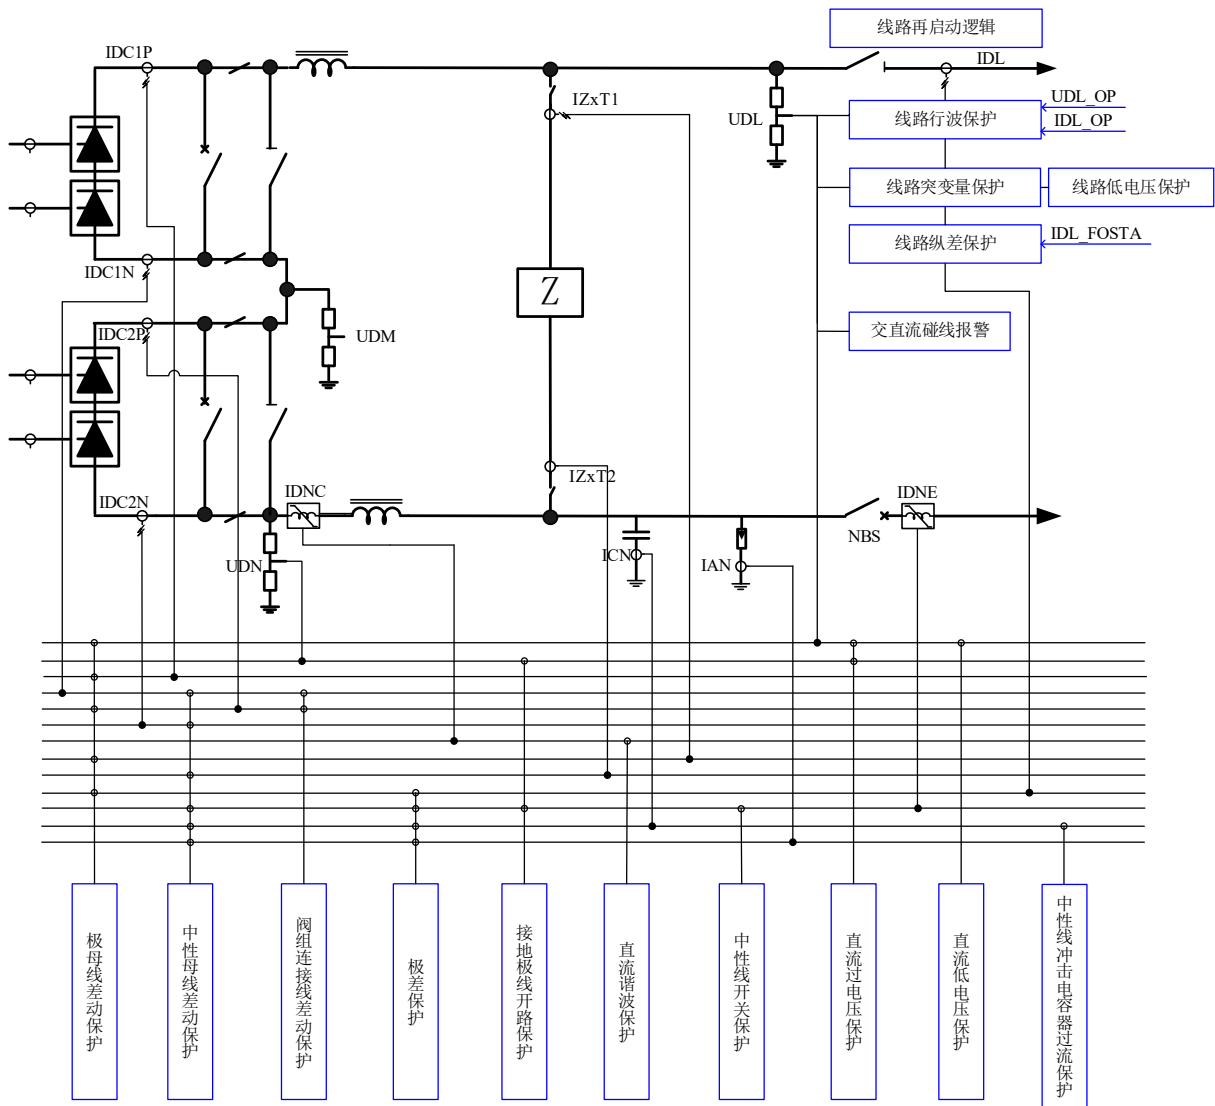 线路再启动逻辑
IDC1P
IDL
IZxT1
UDL
线路行波保护
UDL_OP
IDL_OP
线路突变量保护
线路低电压保护
线路纵差保护
IDL_FOSTA
IDC1N
Z
IDC2P
UDM
交直流碰线报警
IZxT2
IDC2N
IDNC
IDNE
NBS
UDN
ICN
IAN
极母线差动保护
中性母线差动保护
阀组连接线差动保护
极差保护
接地极线开路保护
直流谐波保护
中性线开关保护
直流过电压保护
直流低电压保护
中性线冲击电容器过流保护